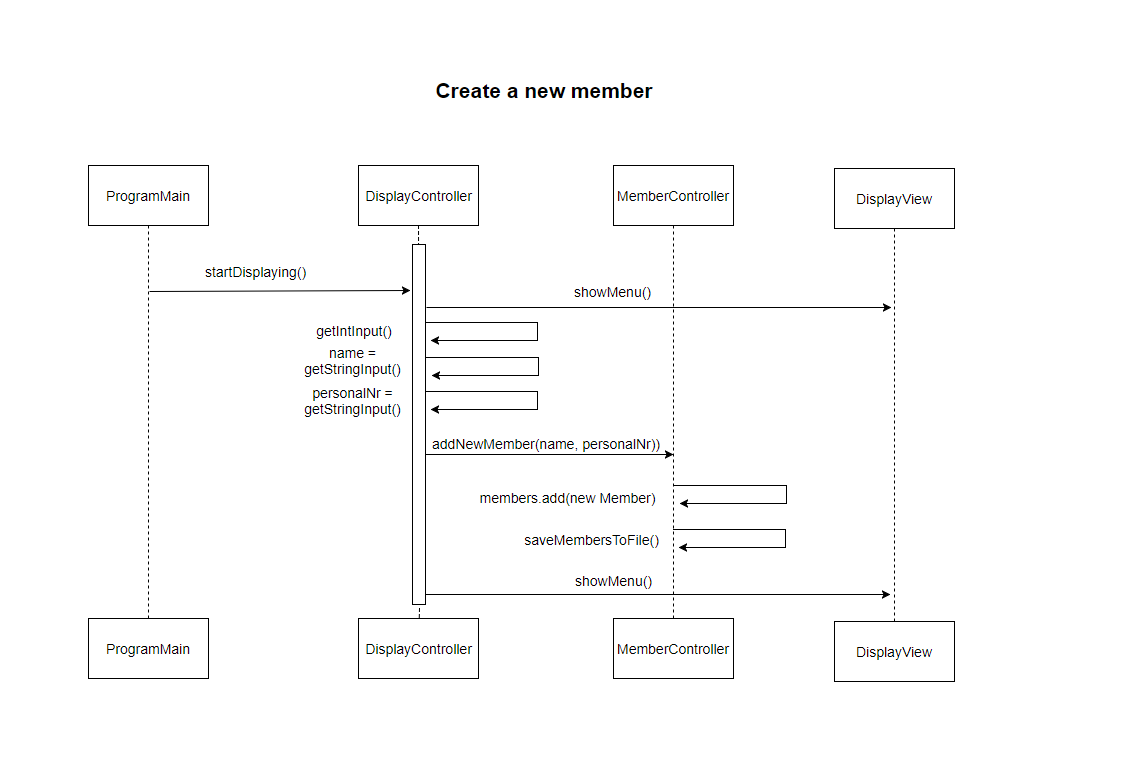 Create a new member
ProgramMain
DisplayController
MemberController
DisplayView
startDisplaying()
showMenu()
getIntInput()
name =
getStringInput()
personalNr =
getStringInput()
addNewMember(name, personalNr))
members.add(new Member)
saveMembersToFile()
showMenu()
ProgramMain
DisplayController
MemberController
DisplayView